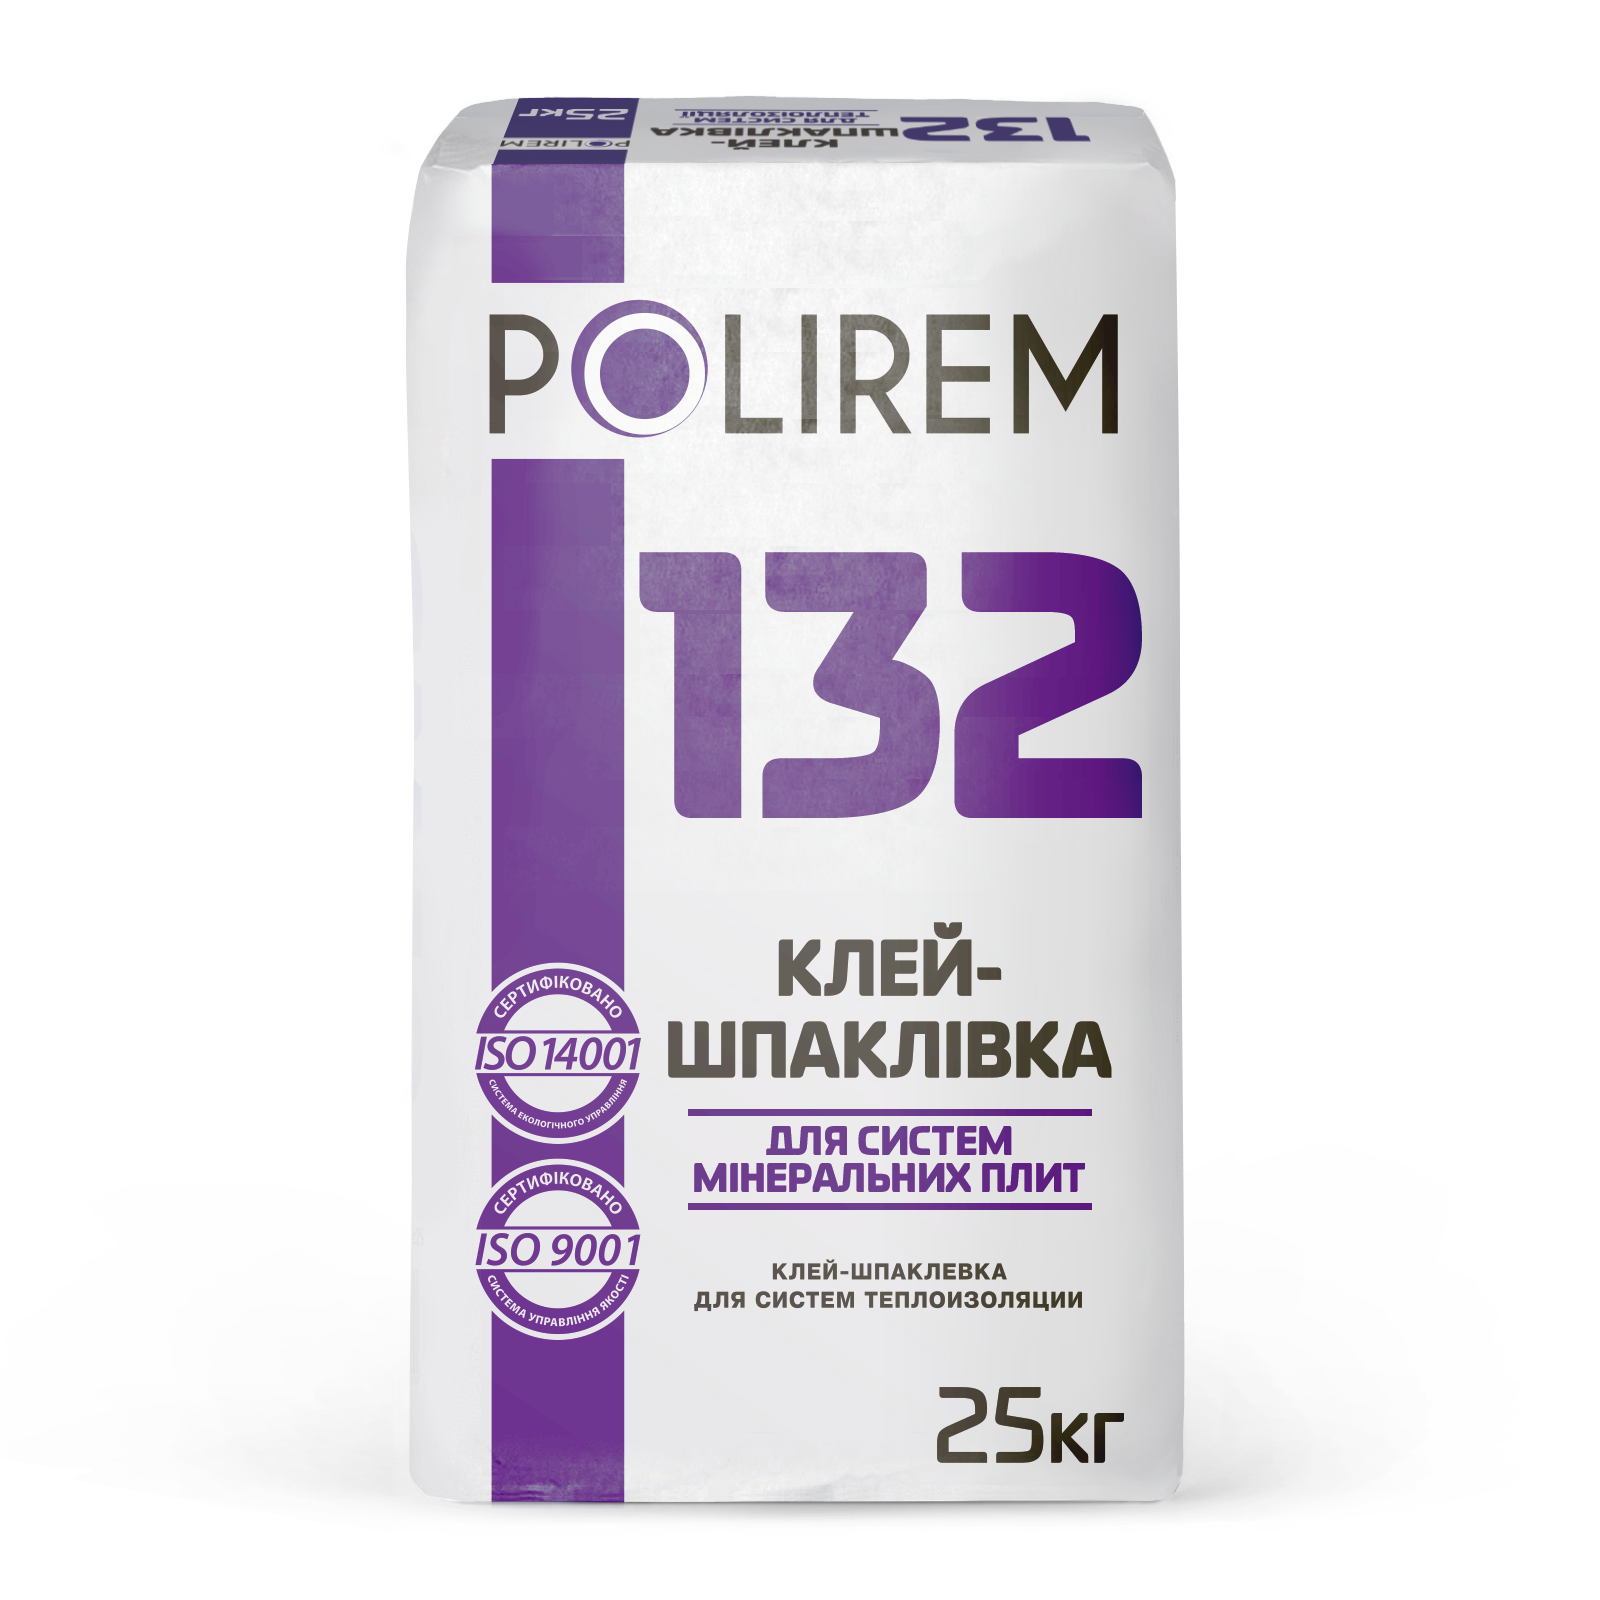 25кг
POLIREM
132
КЛЕЙ-
ШПАКЛІВКА
ДЛЯ СИСТЕМ
ТЕПЛОІЗОЛЯЦІЇ
POLIREM
132
КЛЕЙ-
ШПАКЛІВКА
ДЛЯ СИСТЕМ
МІНЕРАЛЬНИХ ПЛИТ
КЛЕЙ-ШПАКЛЕВКА
ДЛЯ СИСТЕМ ТЕПЛОИЗОЛЯЦИИ
СЕРТИФІКОВАНО
ISO 14001
СИСТЕМА ЕКОЛОГІЧНОГО УПРАВЛІННЯ
СЕРТИФІКОВАНО
ISO 9001
СИСТЕМА УПРАВЛІННЯ ЯКОСТІ
25кг